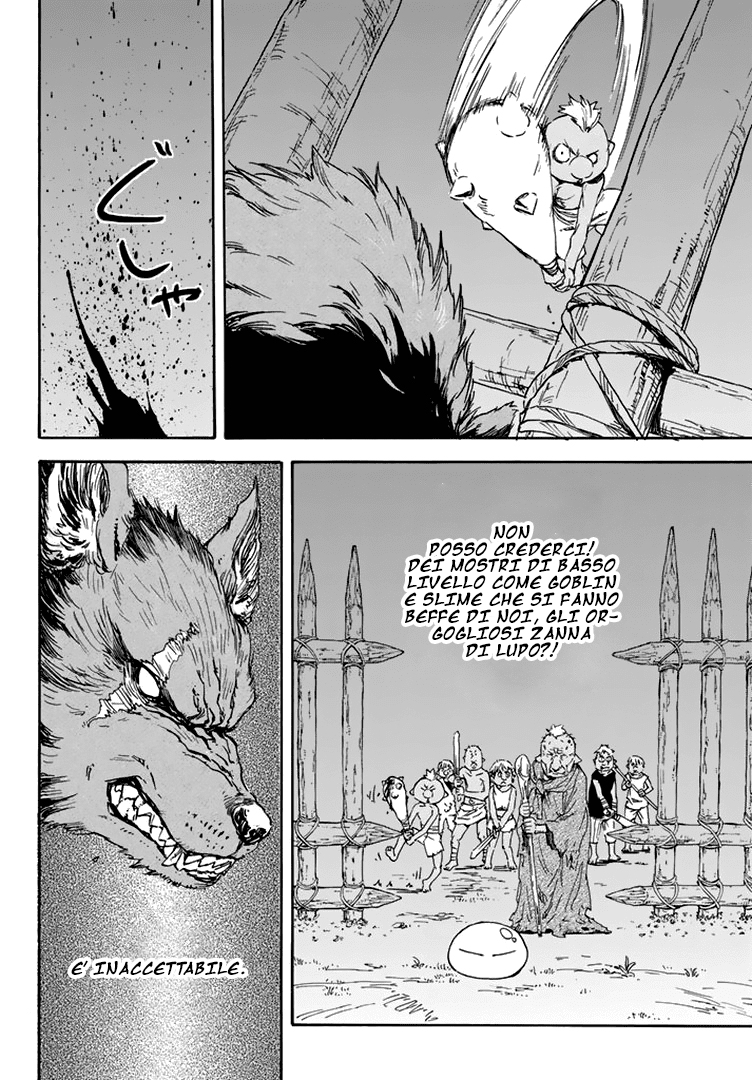 ぐしゃ
NON
POSSO CREDERCI!
DEI MOSTRI DI BASSO
LIVELLO COME GOBLIN
E SLIME CHE SI FANNO
BEFFE DI NOI, GLI OR-
GOGLIOSI ZANNA
DI LUPO?!
E' INACCETTABILE.